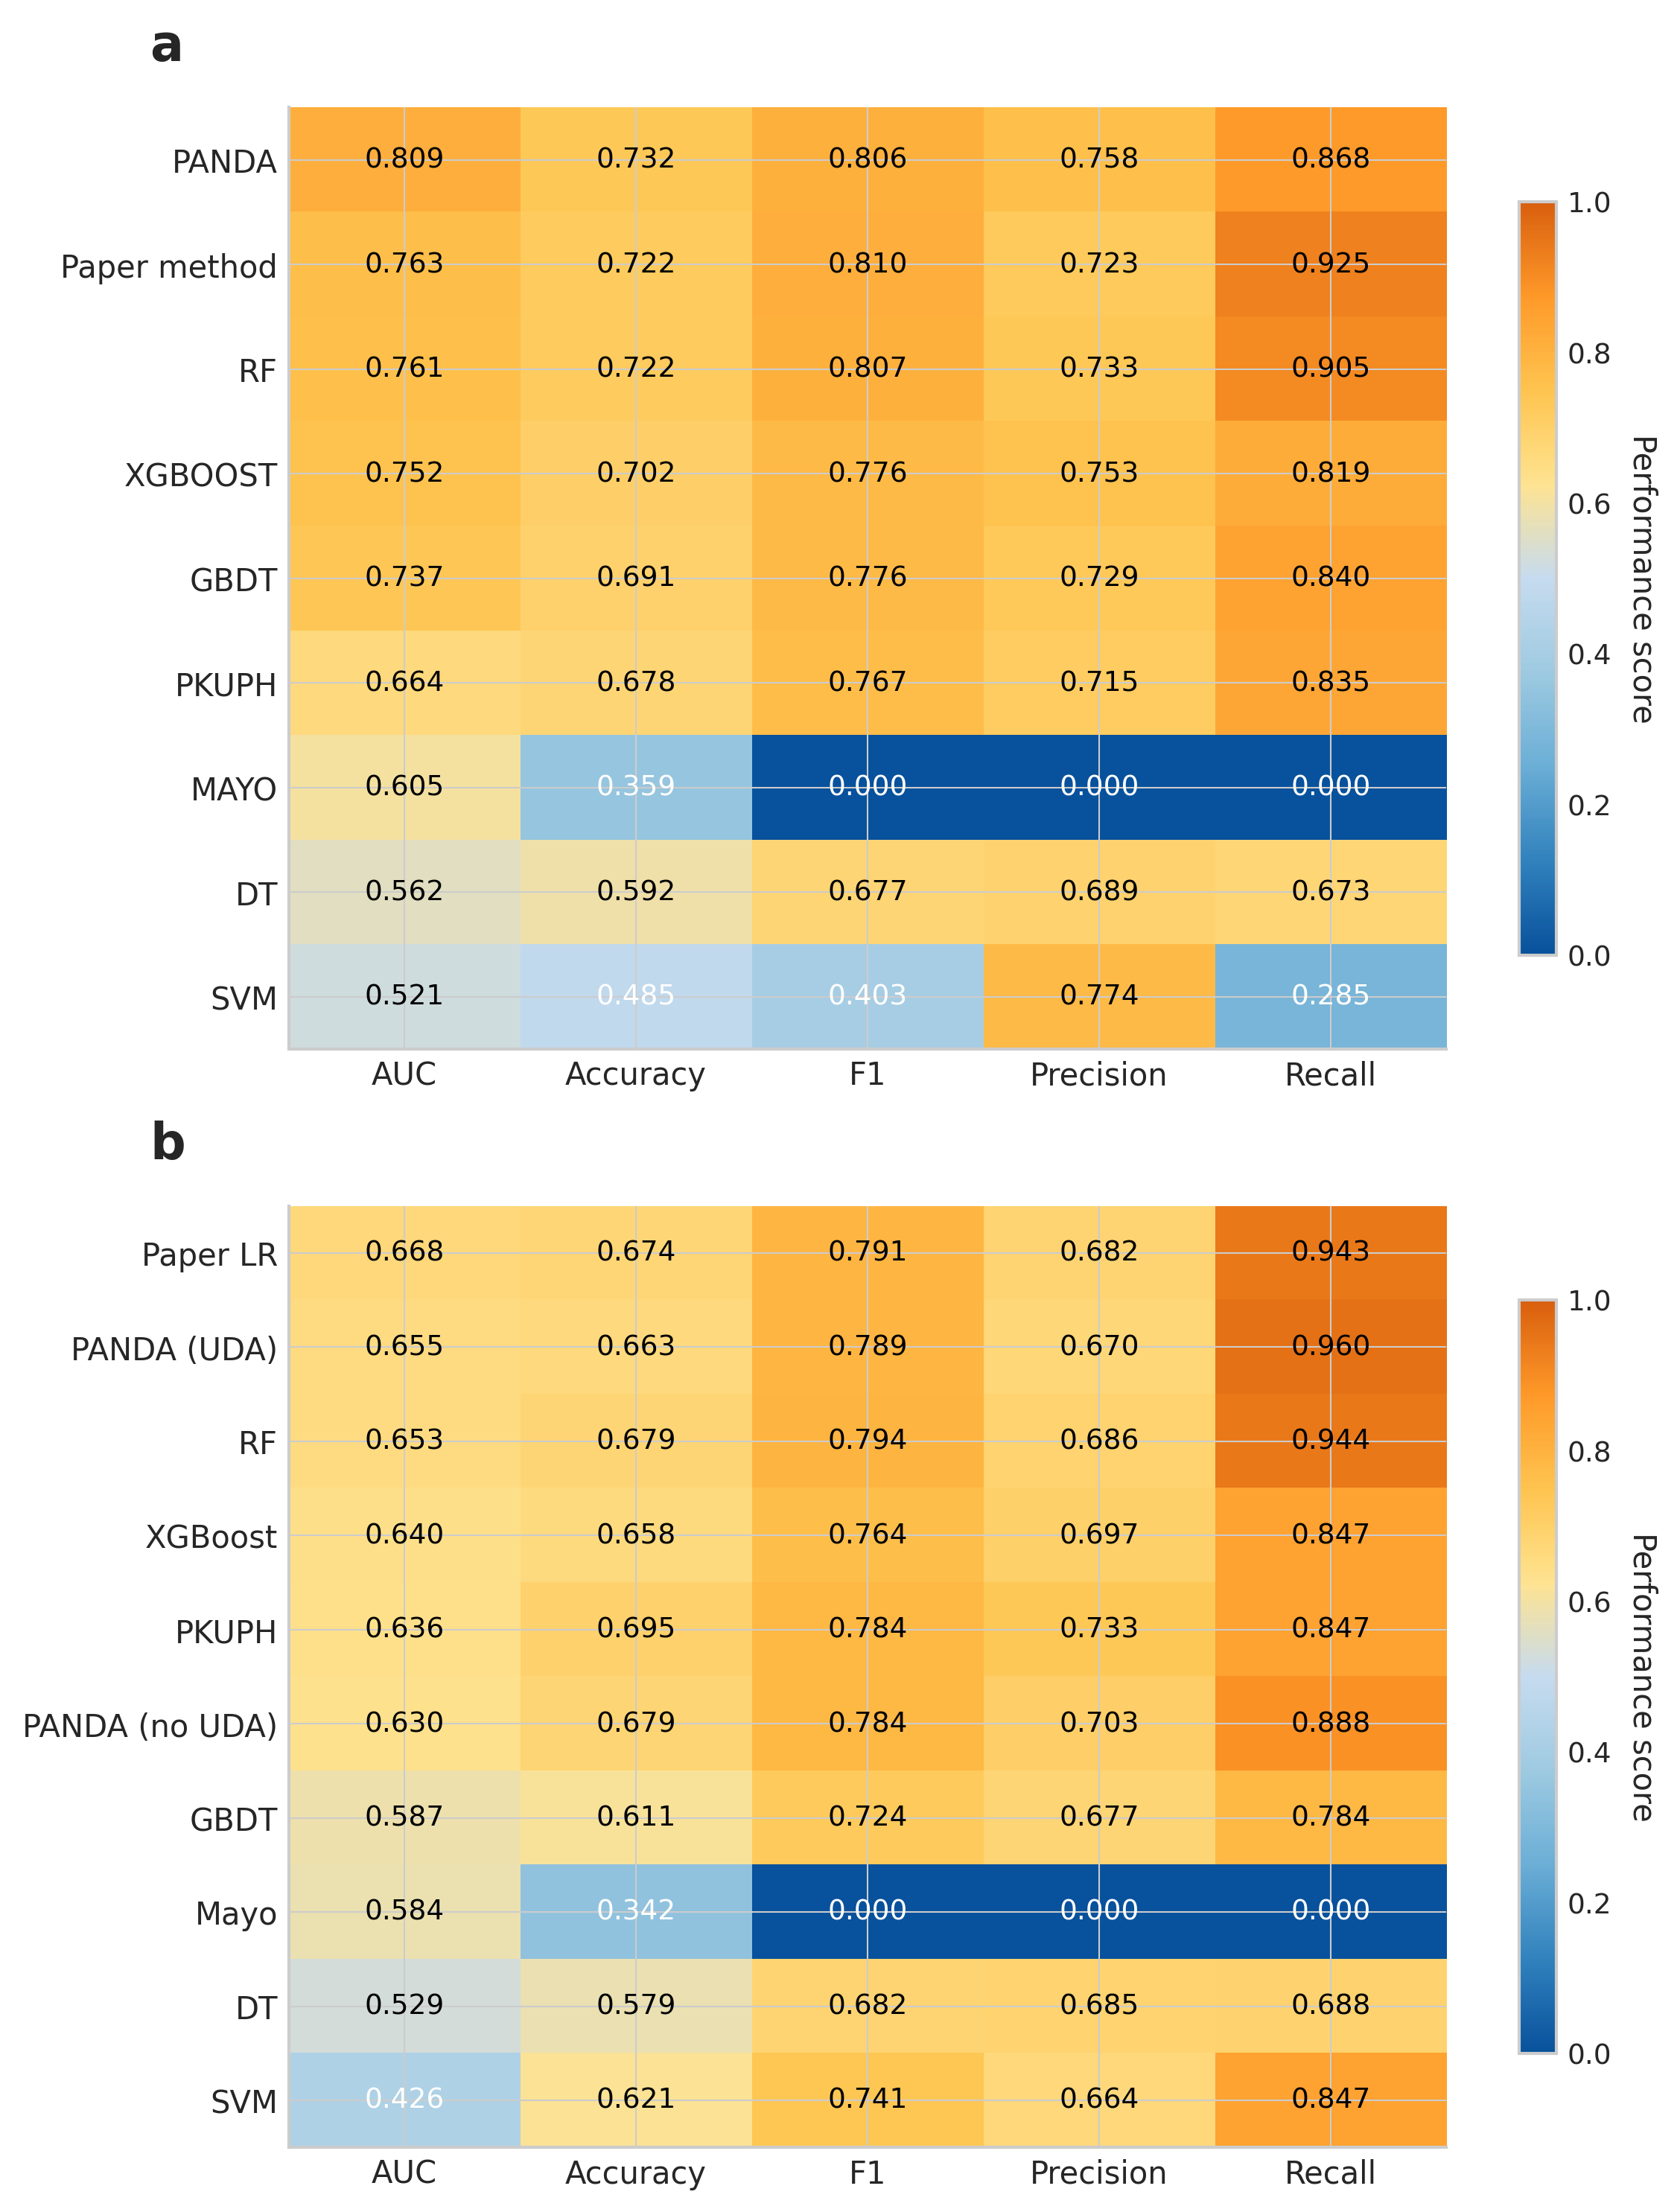 a
PANDA 0.809 0.732 0.806 0.758 0.868
Paper method 0.763 0.722 0.810 0.723 0.925
RF 0.761 0.722 0.807 0.733 0.905
XGBOOST 0.752 0.702 0.776 0.753 0.819
GBDT 0.737 0.691 0.776 0.729 0.840
PKUPH 0.664 0.678 0.767 0.715 0.835
MAYO 0.605 0.359 0.000 0.000 0.000
DT 0.562 0.592 0.677 0.689 0.673
SVM 0.521 0.485 0.403 0.774 0.285
AUC Accuracy F1 Precision Recall
1.0
0.8
0.6
0.4
0.2
0.0
Performance score
b
Paper LR 0.668 0.674 0.791 0.682 0.943
PANDA (UDA) 0.655 0.663 0.789 0.670 0.960
RF 0.653 0.679 0.794 0.686 0.944
XGBoost 0.640 0.658 0.764 0.697 0.847
PKUPH 0.636 0.695 0.784 0.733 0.847
PANDA (no UDA) 0.630 0.679 0.784 0.703 0.888
GBDT 0.587 0.611 0.724 0.677 0.784
Mayo 0.584 0.342 0.000 0.000 0.000
DT 0.529 0.579 0.682 0.685 0.688
SVM 0.426 0.621 0.741 0.664 0.847
AUC Accuracy F1 Precision Recall
1.0
0.8
0.6
0.4
0.2
0.0
Performance score